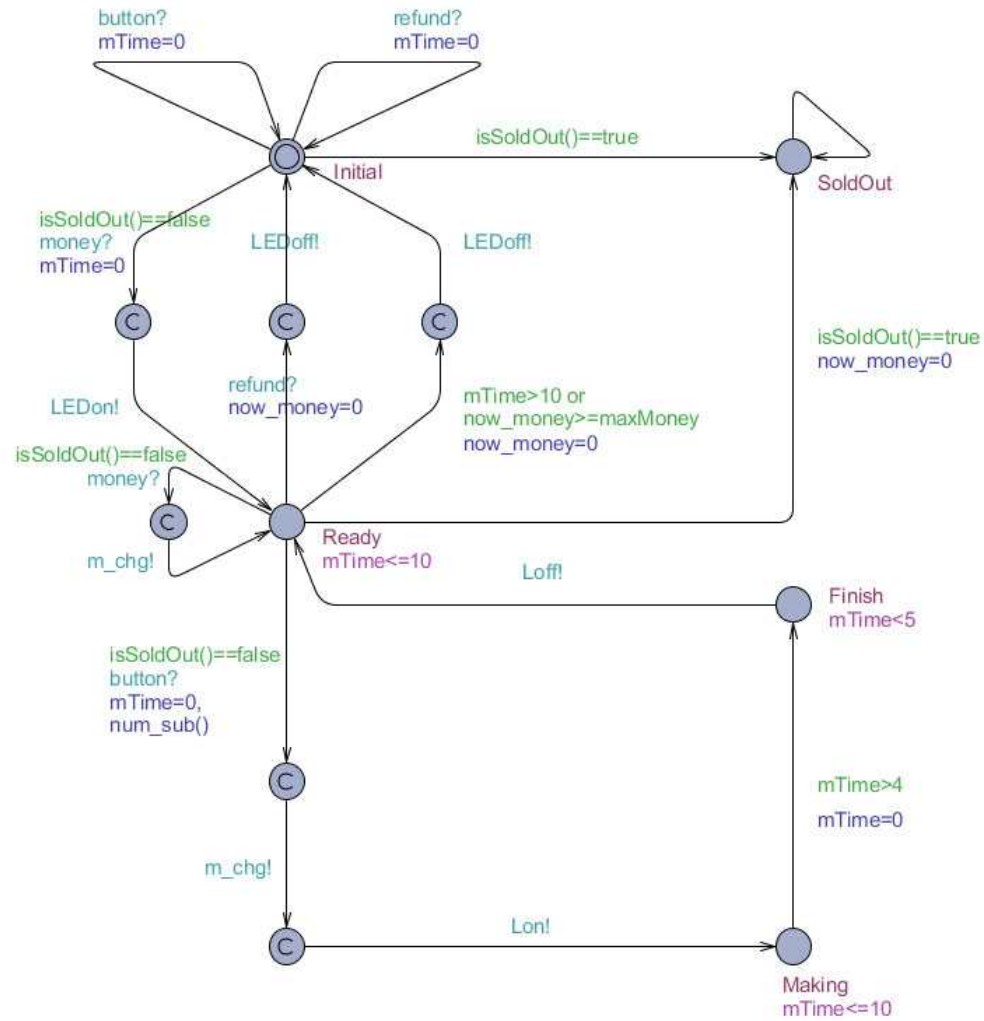 button?
mTime=0
refund?
mTime=0
isSoldOut()==true
Initial
SoldOut
isSoldOut()==false
money?
mTime=0
LEDoff!
LEDoff!
C
C
C
isSoldOut()==true
now_money=0
refund?
now_money=0
mTime>10 or
now_money>=maxMoney
now_money=0
LEDon!
isSoldOut()==false
money?
C
m_chg!
Ready
mTime<=10
Loff!
Finish
mTime<5
isSoldOut()==false
button?
mTime=0,
num_sub()
C
mTime>4
mTime=0
m_chg!
C
Lon!
Making
mTime<=10